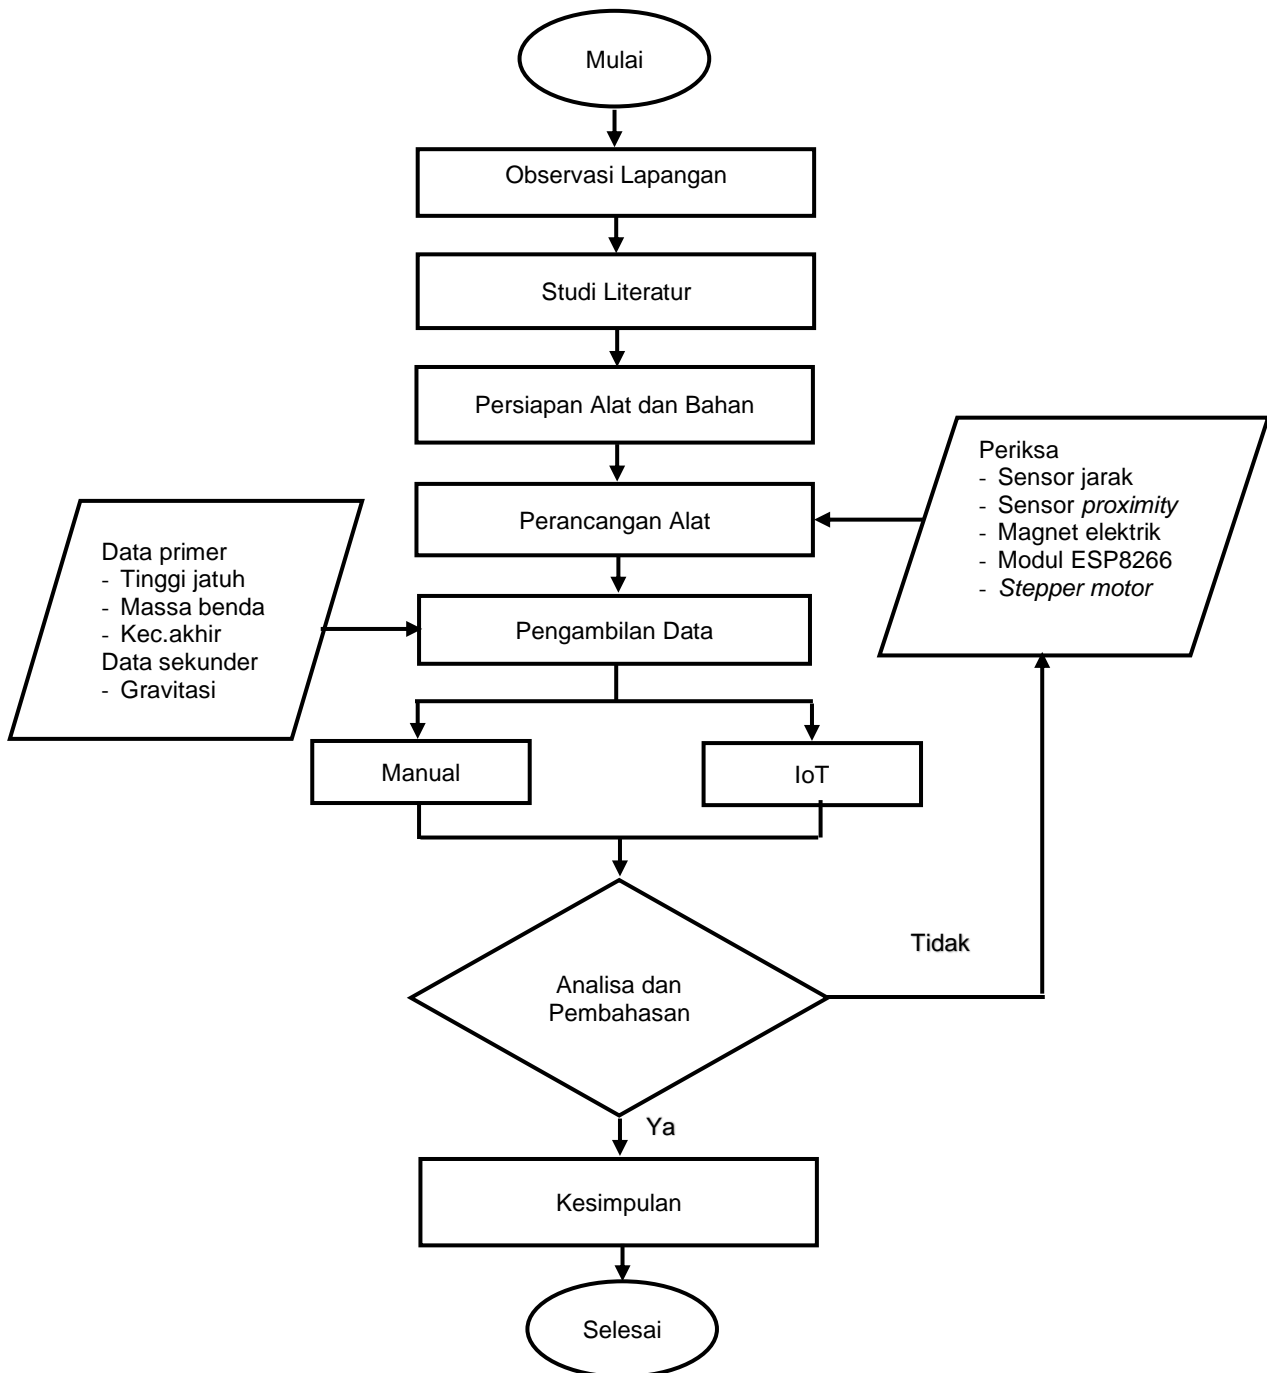 Mulai
Observasi Lapangan
Studi Literatur
Persiapan Alat dan Bahan
Periksa
- Sensor jarak
- Sensor proximity
- Magnet elektrik
- Modul ESP8266
- Stepper motor
Perancangan Alat
Data primer
- Tinggi jatuh
- Massa benda
- Kec.akhir
Data sekunder
- Gravitasi
Pengambilan Data
Manual
IoT
Tidak
Analisa dan
Pembahasan
Ya
Kesimpulan
Selesai